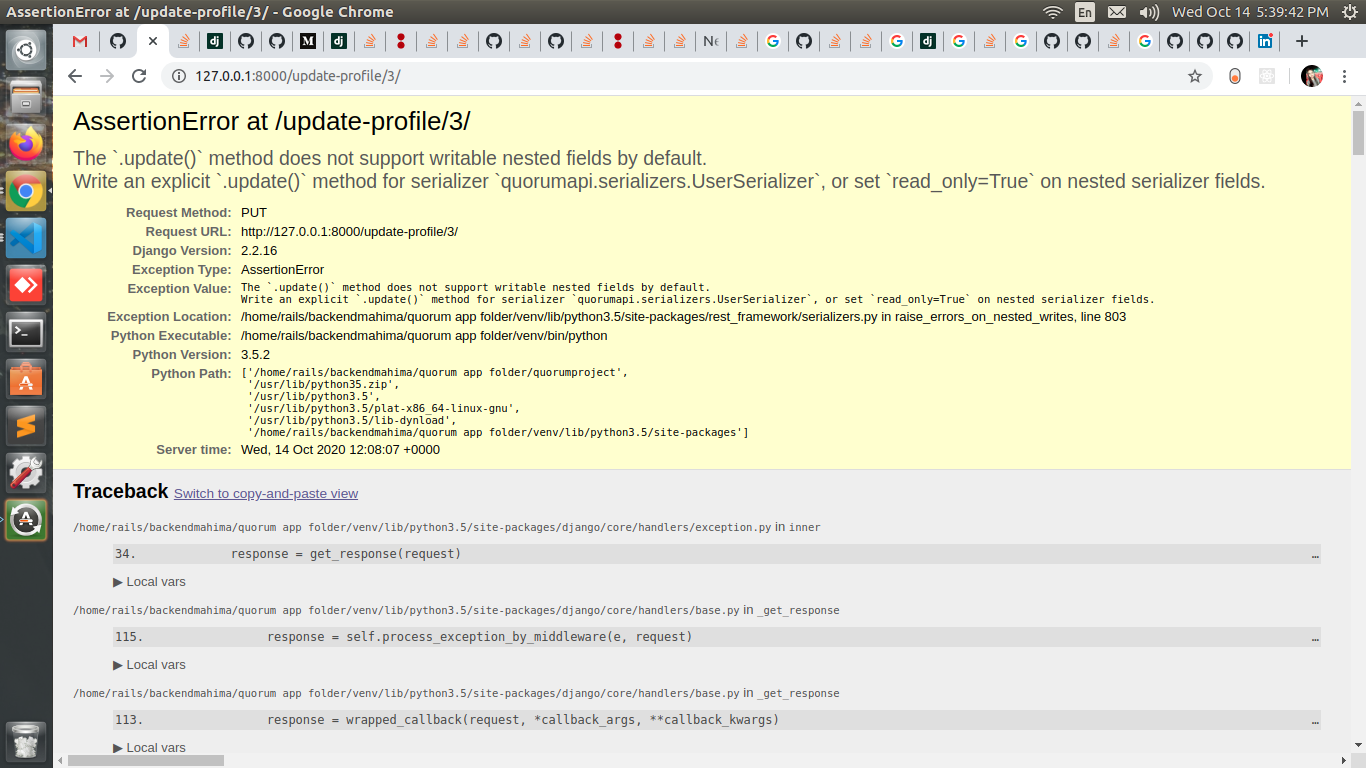 AssertionError at /update-profile/3/ - Google Chrome
En
Wed Oct 14 5:39:42 PM
127.0.0.1:8000/update-profile/3/
AssertionError at /update-profile/3/
The `.update()` method does not support writable nested fields by default.
Write an explicit `.update()` method for serializer `quorumapi.serializers.UserSerializer`, or set `read_only=True` on nested serializer fields.
Request Method: PUT
Request URL: http://127.0.0.1:8000/update-profile/3/
Django Version: 2.2.16
Exception Type: AssertionError
Exception Value: The `.update()` method does not support writable nested fields by default.
Write an explicit `.update()` method for serializer `quorumapi.serializers.UserSerializer`, or set `read_only=True` on nested serializer fields.
Exception Location: /home/rails/backendmahima/quorum app folder/venv/lib/python3.5/site-packages/rest_framework/serializers.py in raise_errors_on_nested_writes, line 803
Python Executable: /home/rails/backendmahima/quorum app folder/venv/bin/python
Python Version: 3.5.2
Python Path: ['/home/rails/backendmahima/quorum app folder/quorumproject',
'/usr/lib/python35.zip',
'/usr/lib/python3.5',
'/usr/lib/python3.5/plat-x86_64-linux-gnu',
'/usr/lib/python3.5/lib-dynload',
'/home/rails/backendmahima/quorum app folder/venv/lib/python3.5/site-packages']
Server time: Wed, 14 Oct 2020 12:08:07 +0000
Traceback Switch to copy-and-paste view
/home/rails/backendmahima/quorum app folder/venv/lib/python3.5/site-packages/django/core/handlers/exception.py in inner
34. response = get_response(request) …
▶ Local vars
/home/rails/backendmahima/quorum app folder/venv/lib/python3.5/site-packages/django/core/handlers/base.py in _get_response
115. response = self.process_exception_by_middleware(e, request) …
▶ Local vars
/home/rails/backendmahima/quorum app folder/venv/lib/python3.5/site-packages/django/core/handlers/base.py in _get_response
113. response = wrapped_callback(request, *callback_args, **callback_kwargs) …
▶ Local vars